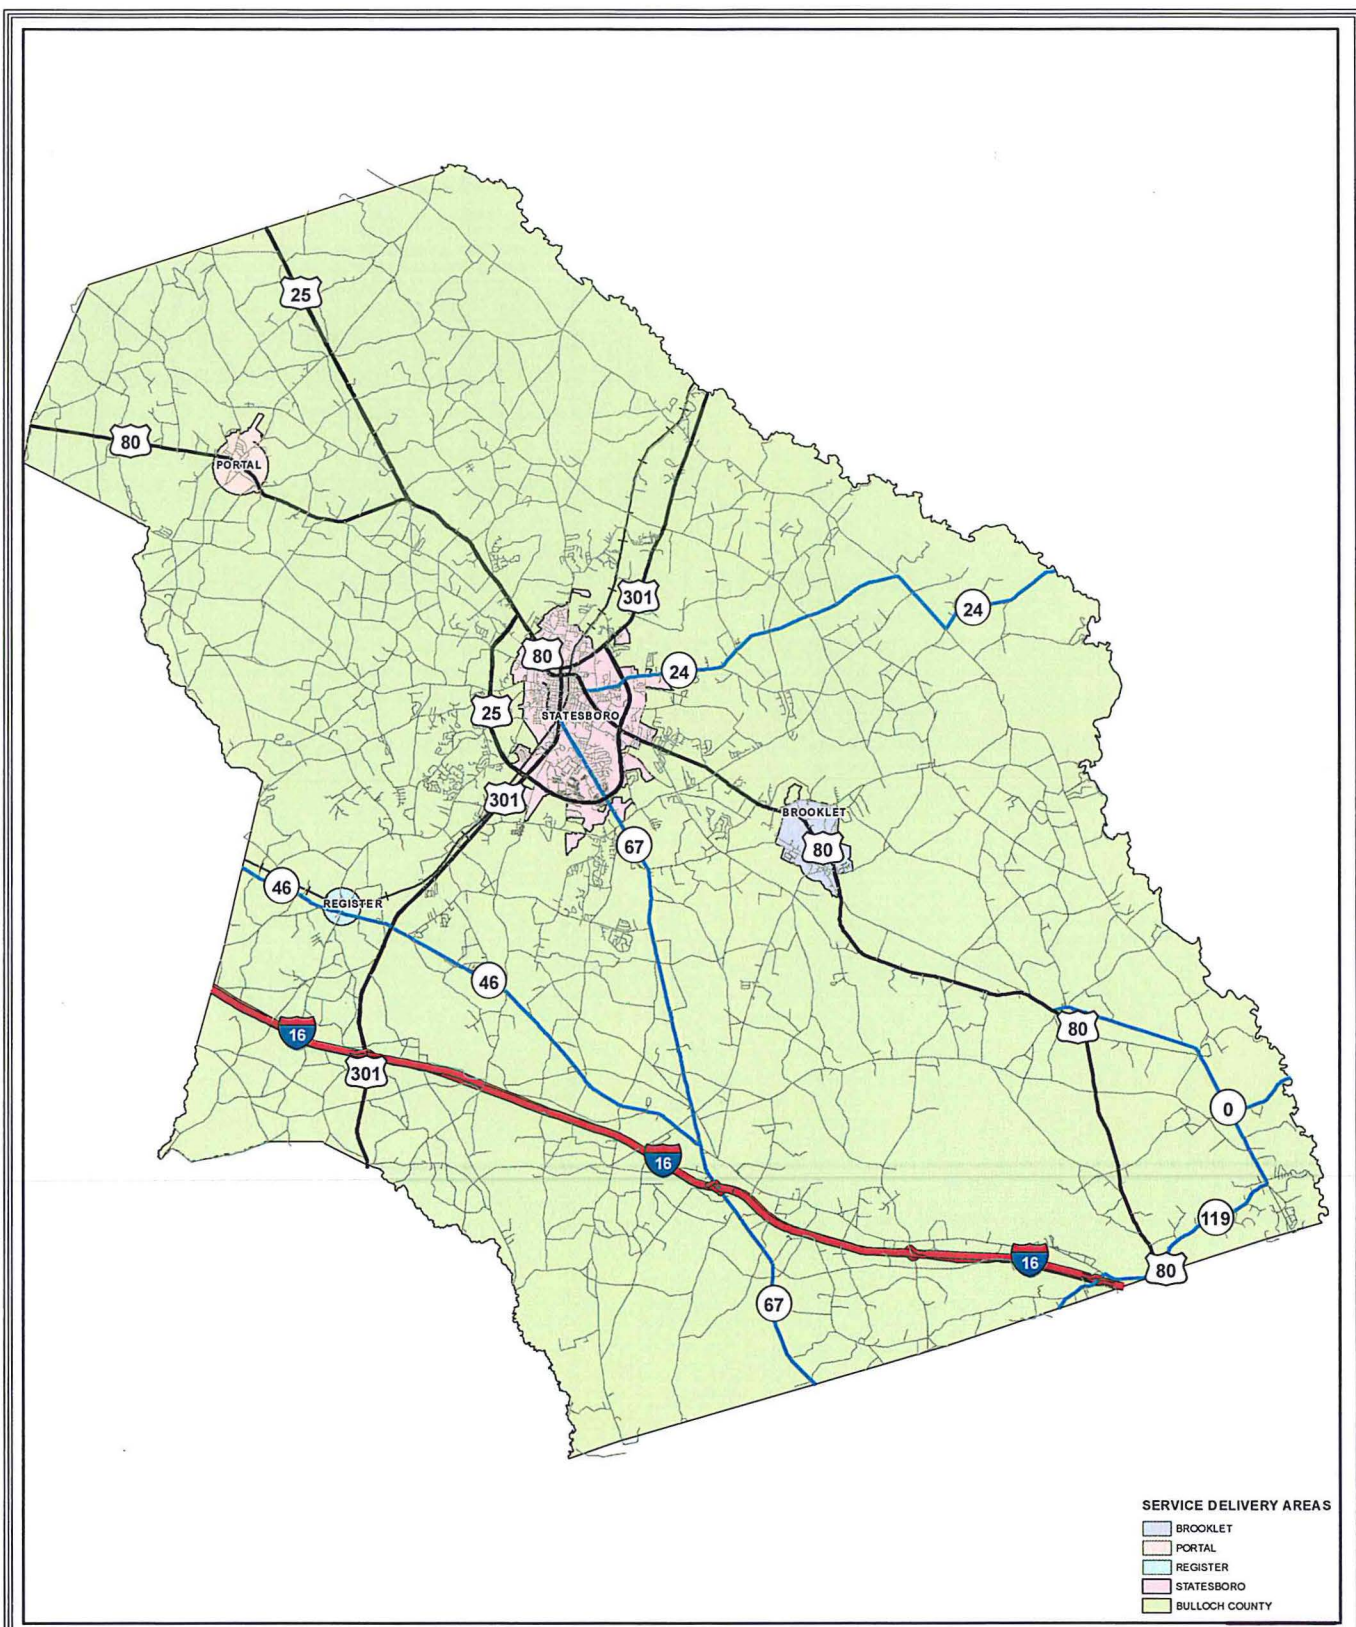 25
80
PORTAL
301
24
80
24
25
STATESBORO
301
BROOKLET
80
67
46
REGISTER
46
16
80
301
0
16
119
16
80
67
SERVICE DELIVERY AREAS
BROOKLET
PORTAL
REGISTER
STATESBORO
BULLOCH COUNTY